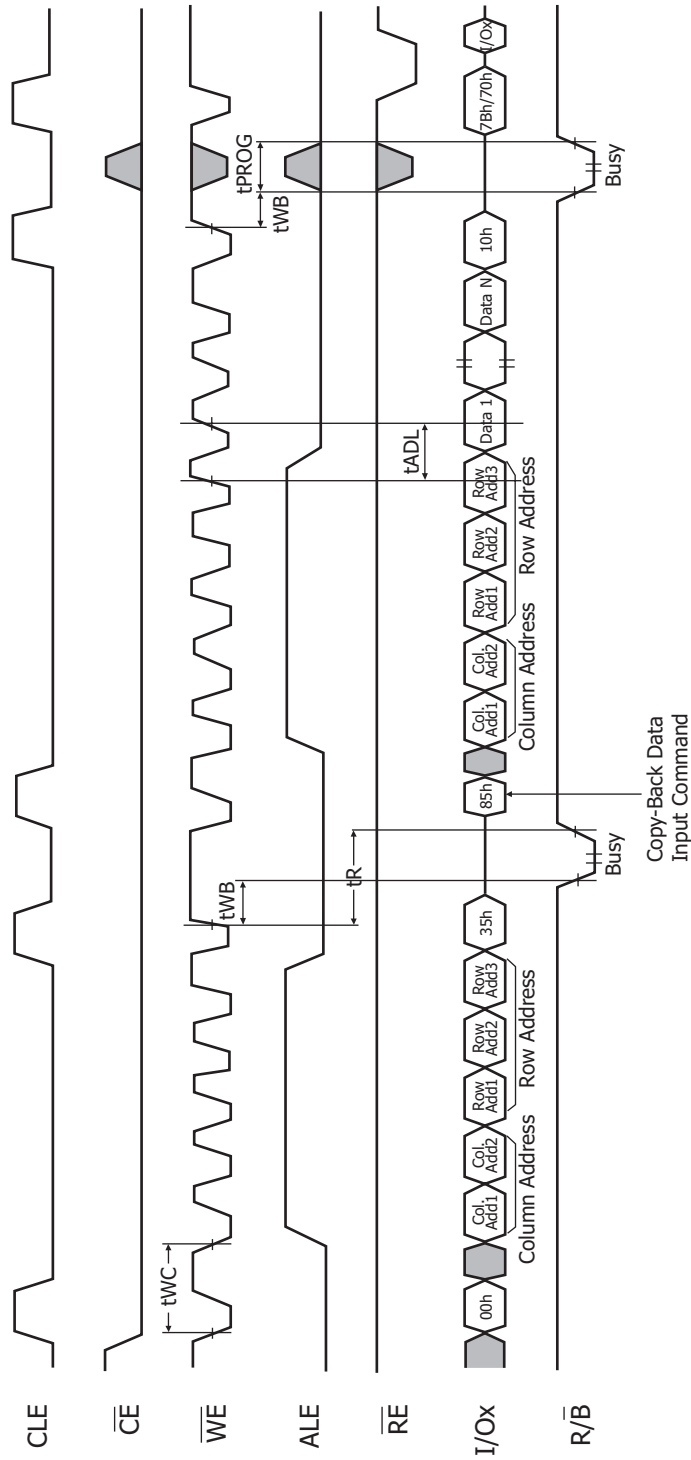 CLE
CE
tWC
WE
tWB
tWB
tPROG
ALE
tR
tADL
RE
I/Ox
00h
Col. Add1
Col. Add2
Row Add1
Row Add2
Row Add3
35h
85h
Col. Add1
Col. Add2
Row Add1
Row Add2
Row Add3
Data 1
Data N
10h
7Bh/70h
I/Ox
Column Address
Row Address
Column Address
Row Address
R/B
Busy
Busy
Copy-Back Data
Input Command